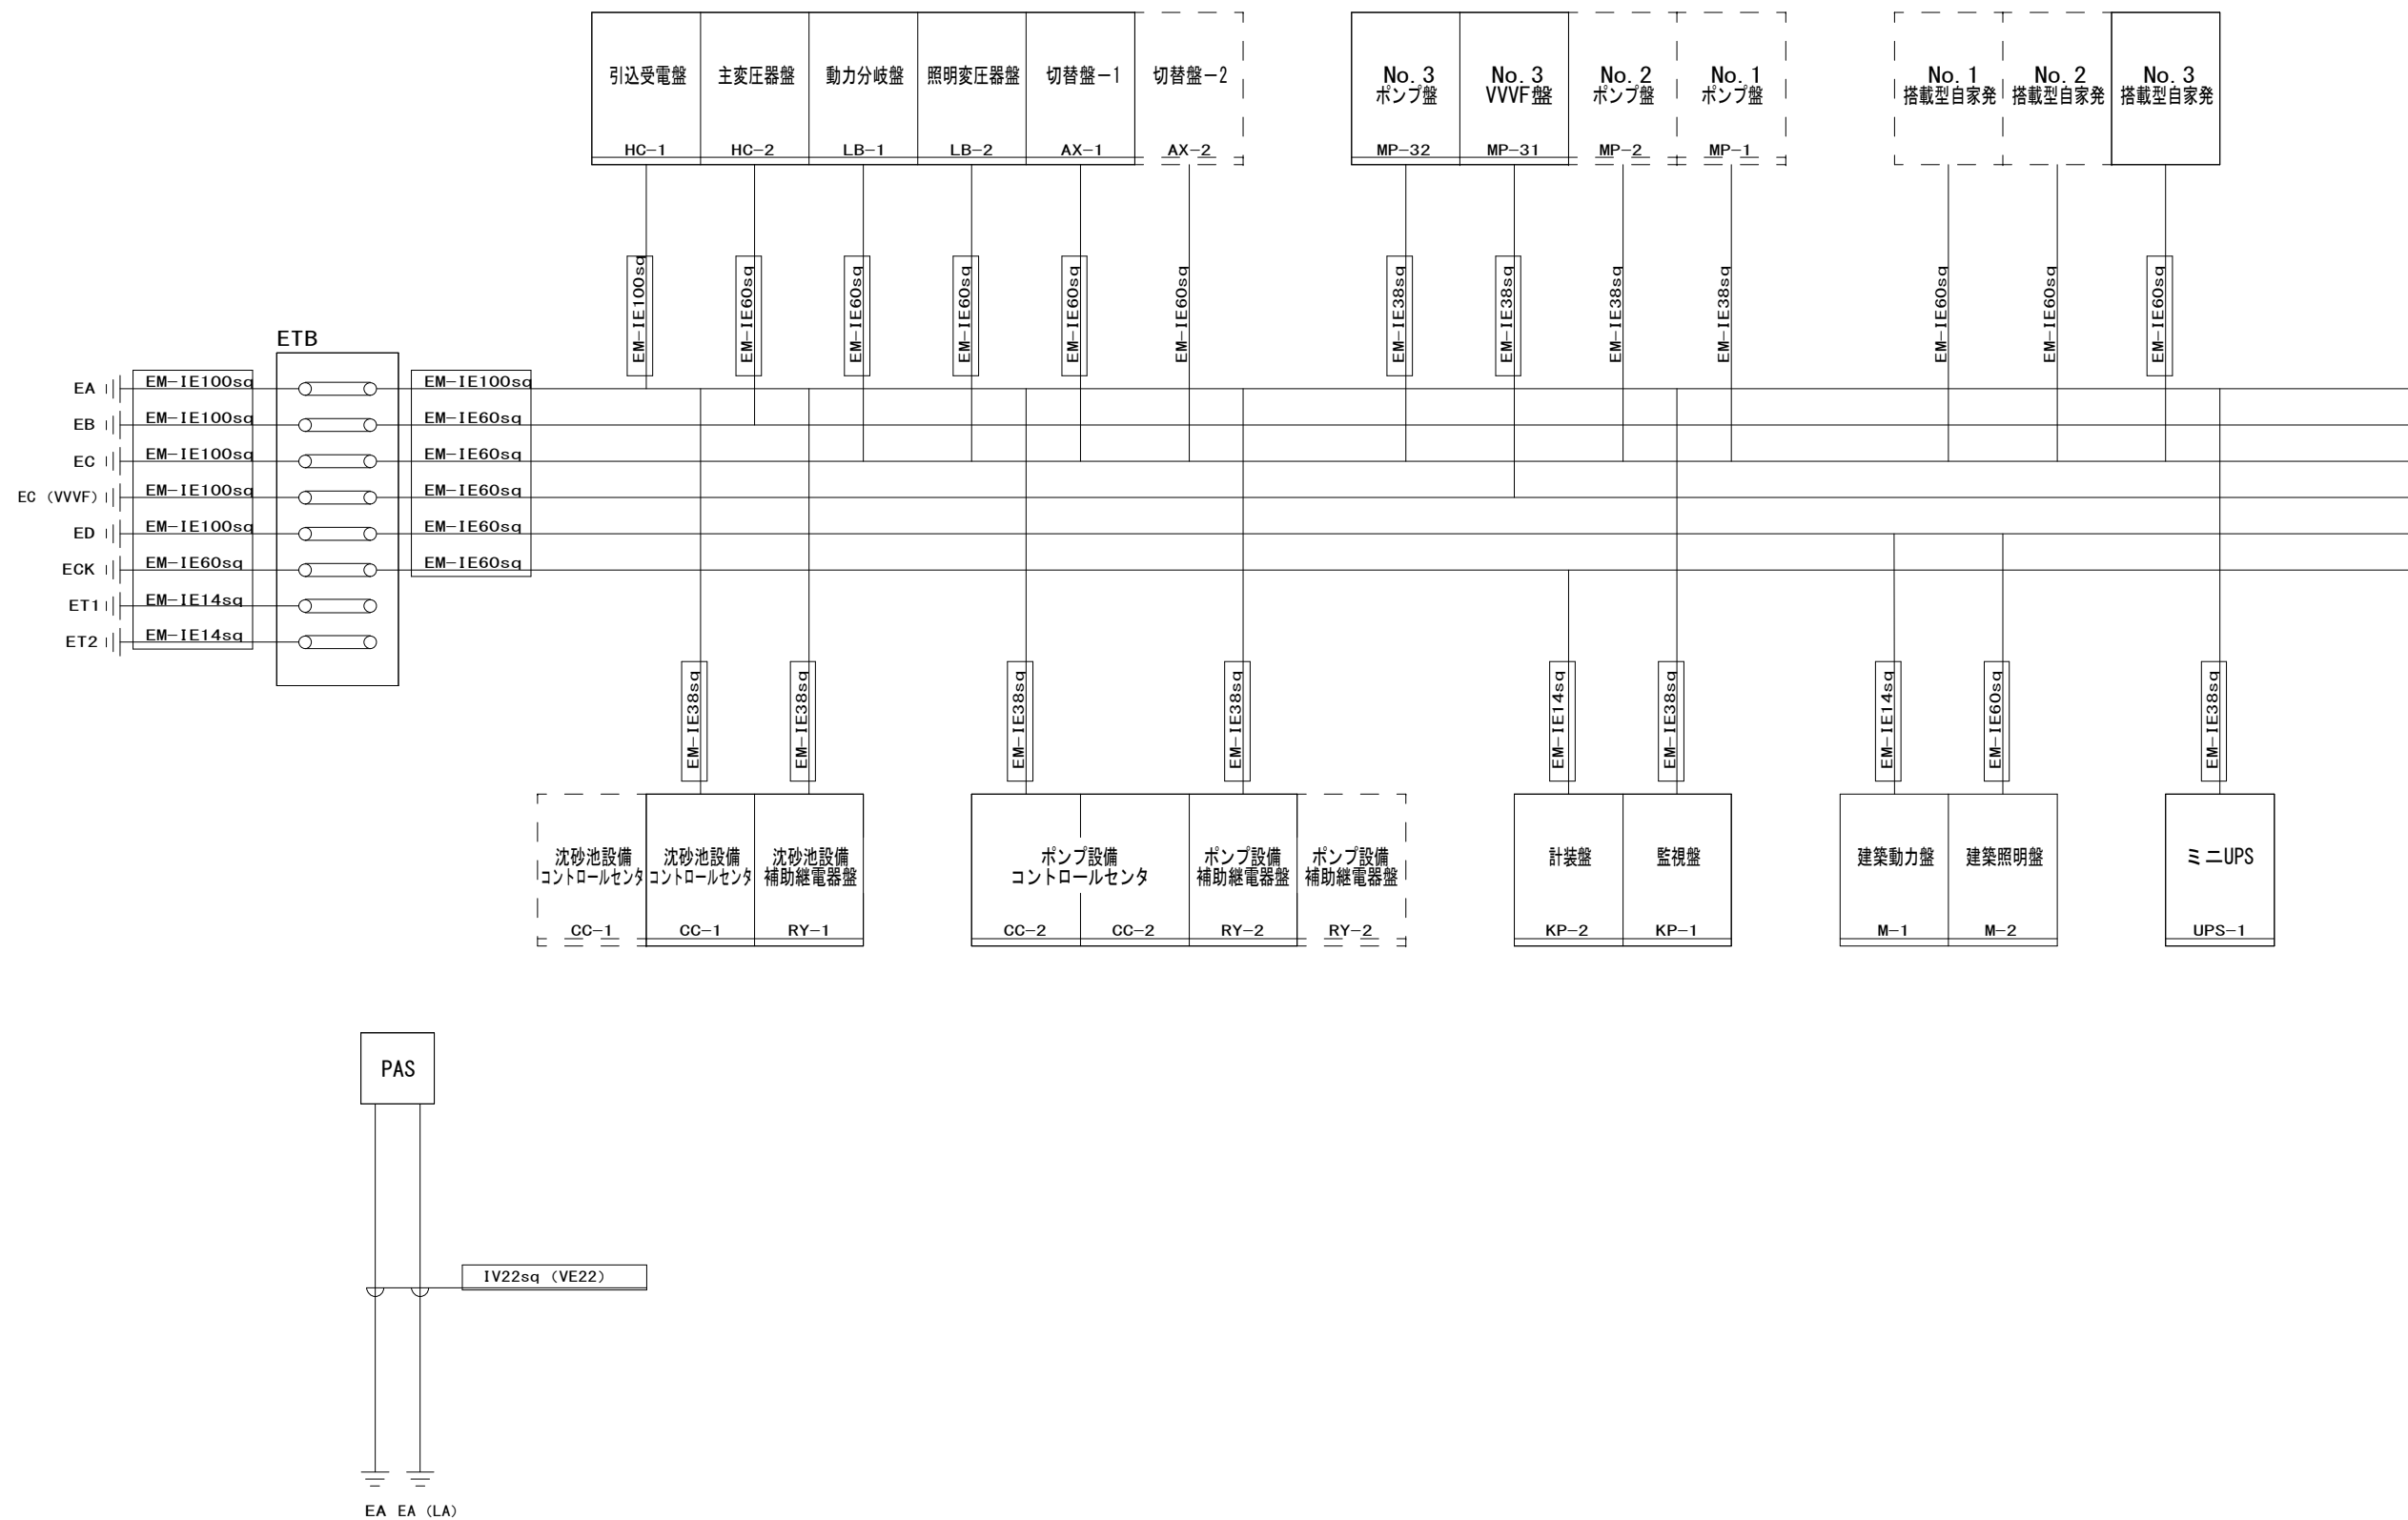 引込受電盤
HC-1
主変圧器盤
HC-2
動力分岐盤
LB-1
照明変圧器盤
LB-2
切替盤-1
AX-1
切替盤-2
AX-2
No. 3
ポンプ盤
MP-32
No. 3
VVVF盤
MP-31
No. 2
ポンプ盤
MP-2
No. 1
ポンプ盤
MP-1
No. 1
搭載型自家発
No. 2
搭載型自家発
No. 3
搭載型自家発
EM-IE100sq
EM-IE60sq
EM-IE60sq
EM-IE60sq
EM-IE60sq
EM-IE60sq
EM-IE38sq
EM-IE38sq
EM-IE38sq
EM-IE38sq
EM-IE60sq
EM-IE60sq
EM-IE60sq
ETB
EA EM-IE100sq EM-IE100sq
EB EM-IE100sq EM-IE60sq
EC EM-IE100sq EM-IE60sq
EC (VVVF) EM-IE100sq EM-IE60sq
ED EM-IE100sq EM-IE60sq
ECK EM-IE60sq EM-IE60sq
ET1 EM-IE14sq
ET2 EM-IE14sq
EM-IE38sq
EM-IE38sq
EM-IE38sq
EM-IE38sq
EM-IE14sq
EM-IE38sq
EM-IE14sq
EM-IE60sq
EM-IE38sq
沈砂池設備
コントロールセンタ
CC-1
沈砂池設備
コントロールセンタ
CC-1
沈砂池設備
補助継電器盤
RY-1
ポンプ設備
コントロールセンタ
CC-2
CC-2
ポンプ設備
補助継電器盤
RY-2
ポンプ設備
補助継電器盤
RY-2
計装盤
KP-2
監視盤
KP-1
建築動力盤
M-1
建築照明盤
M-2
ミニUPS
UPS-1
PAS
IV22sq (VE22)
EA EA (LA)